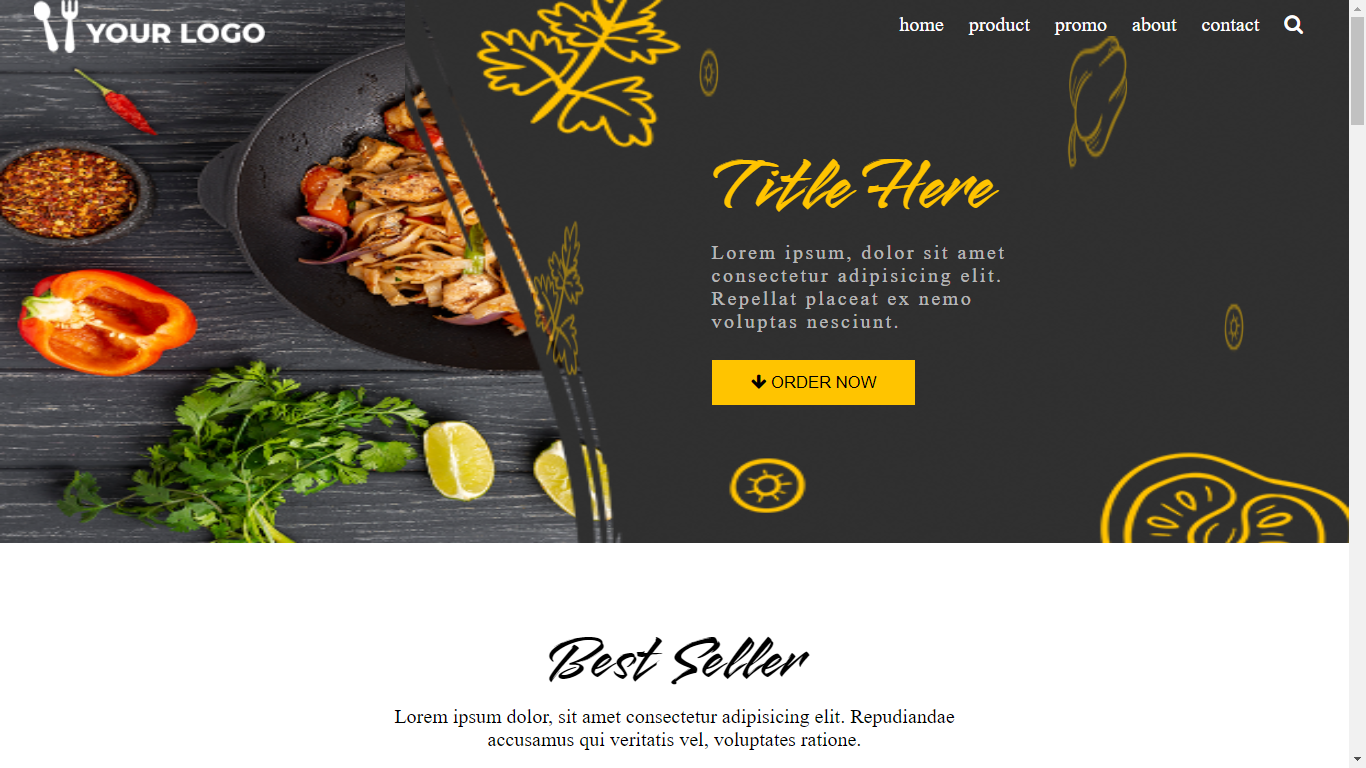 YOUR LOGO
home product promo about contact
Title Here
Lorem ipsum, dolor sit amet
consectetur adipisicing elit.
Repellat placeat ex nemo
voluptas nesciunt.
ORDER NOW
Best Seller
Lorem ipsum dolor, sit amet consectetur adipisicing elit. Repudiandae
accusamus qui veritatis vel, voluptates ratione.